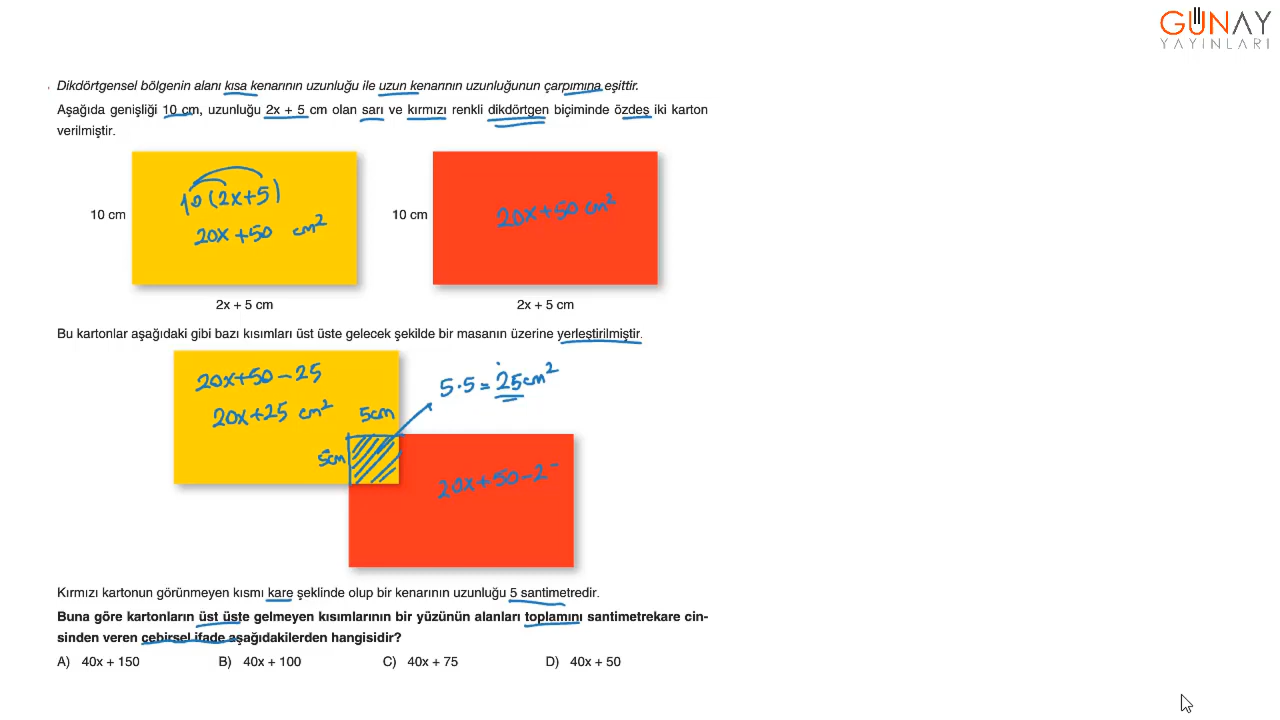 GÜNAY
YAYINLARI
Dikdörtgensel bölgenin alanı kısa kenarının uzunluğu ile uzun kenarının uzunluğunun çarpımına eşittir.
Aşağıda genişliği 10 cm, uzunluğu 2x + 5 cm olan sarı ve kırmızı renkli dikdörtgen biçiminde özdeş iki karton
verilmiştir.
10(2x+5)
20x+50 cm²
10 cm
20x+50 cm²
10 cm
2x + 5 cm
2x + 5 cm
Bu kartonlar aşağıdaki gibi bazı kısımları üst üste gelecek şekilde bir masanın üzerine yerleştirilmiştir.
20x+50-25
20x+25 cm²
5.5=25cm²
5cm
5cm
20x+50-2
Kırmızı kartonun görünmeyen kısmı kare şeklinde olup bir kenarının uzunluğu 5 santimetredir.
Buna göre kartonların üst üste gelmeyen kısımlarının bir yüzünün alanları toplamını santimetrekare cin-
sinden veren cebirsel ifade aşağıdakilerden hangisidir?
A) 40x + 150 B) 40x + 100 C) 40x + 75 D) 40x + 50